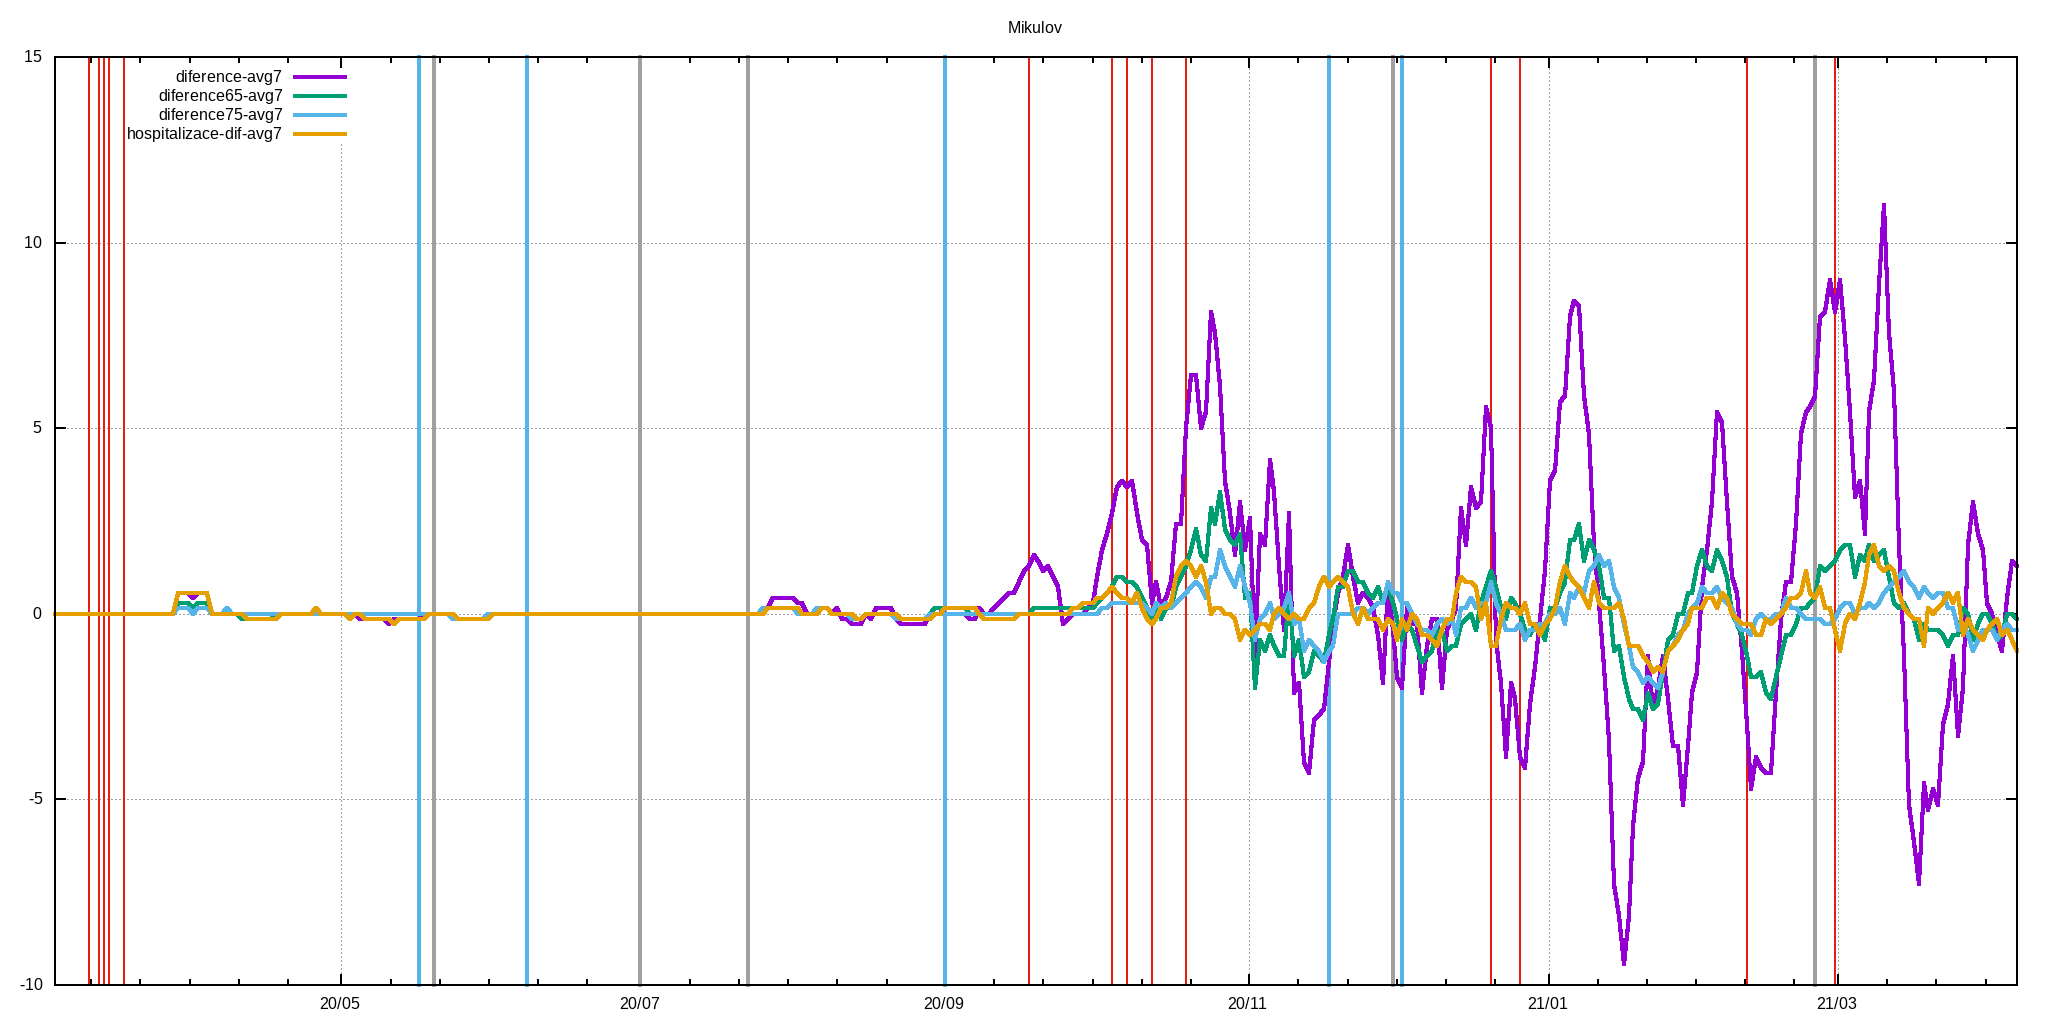 Mikulov
15
diference-avg7
diference65-avg7
diference75-avg7
hospitalizace-dif-avg7
10
5
0
-5
-10
20/05 20/07 20/09 20/11 21/01 21/03